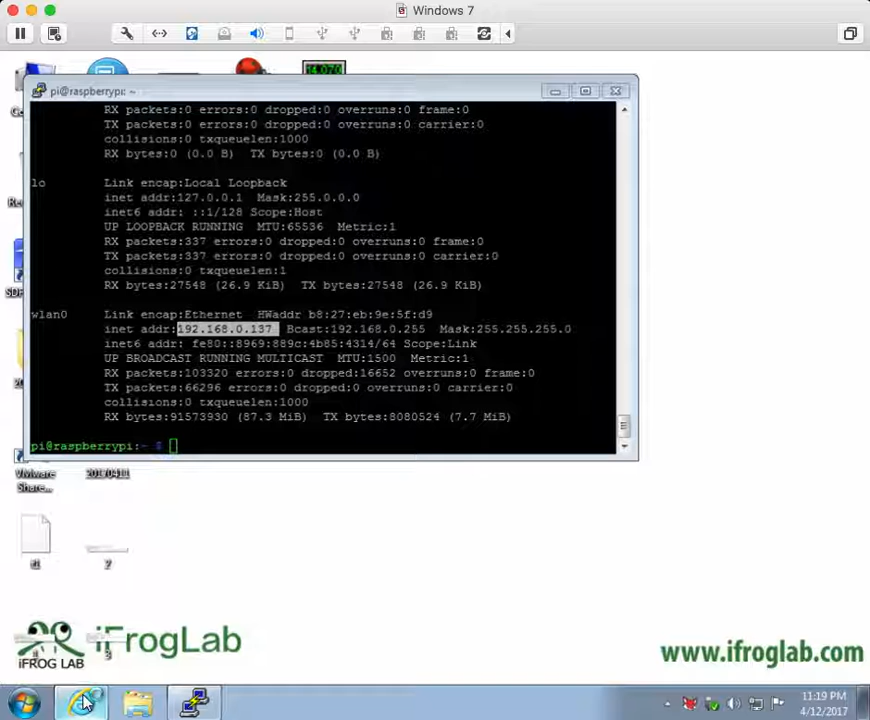 Windows 7
pi@raspberrypi: ~
RX packets:0 errors:0 dropped:0 overruns:0 frame:0
TX packets:0 errors:0 dropped:0 overruns:0 carrier:0
collisions:0 txqueuelen:1000
RX bytes:0 (0.0 B)  TX bytes:0 (0.0 B)
lo Link encap:Local Loopback
inet addr:127.0.0.1  Mask:255.0.0.0
inet6 addr: ::1/128 Scope:Host
UP LOOPBACK RUNNING  MTU:65536  Metric:1
RX packets:337 errors:0 dropped:0 overruns:0 frame:0
TX packets:337 errors:0 dropped:0 overruns:0 carrier:0
collisions:0 txqueuelen:1
RX bytes:27548 (26.9 KiB)  TX bytes:27548 (26.9 KiB)
wlan0 Link encap:Ethernet  HWaddr b8:27:eb:9e:5f:d9
inet addr:192.168.0.137  Bcast:192.168.0.255  Mask:255.255.255.0
inet6 addr: fe80::8969:889c:4b85:4314/64 Scope:Link
UP BROADCAST RUNNING MULTICAST  MTU:1500  Metric:1
RX packets:103320 errors:0 dropped:16652 overruns:0 frame:0
TX packets:66296 errors:0 dropped:0 overruns:0 carrier:0
collisions:0 txqueuelen:1000
RX bytes:91573930 (87.3 MiB)  TX bytes:8080524 (7.7 MiB)
pi@raspberrypi:~ $
VMware
Share...
20170411
iFROG LAB
iFrogLab
www.ifroglab.com
11:19 PM
4/12/2017